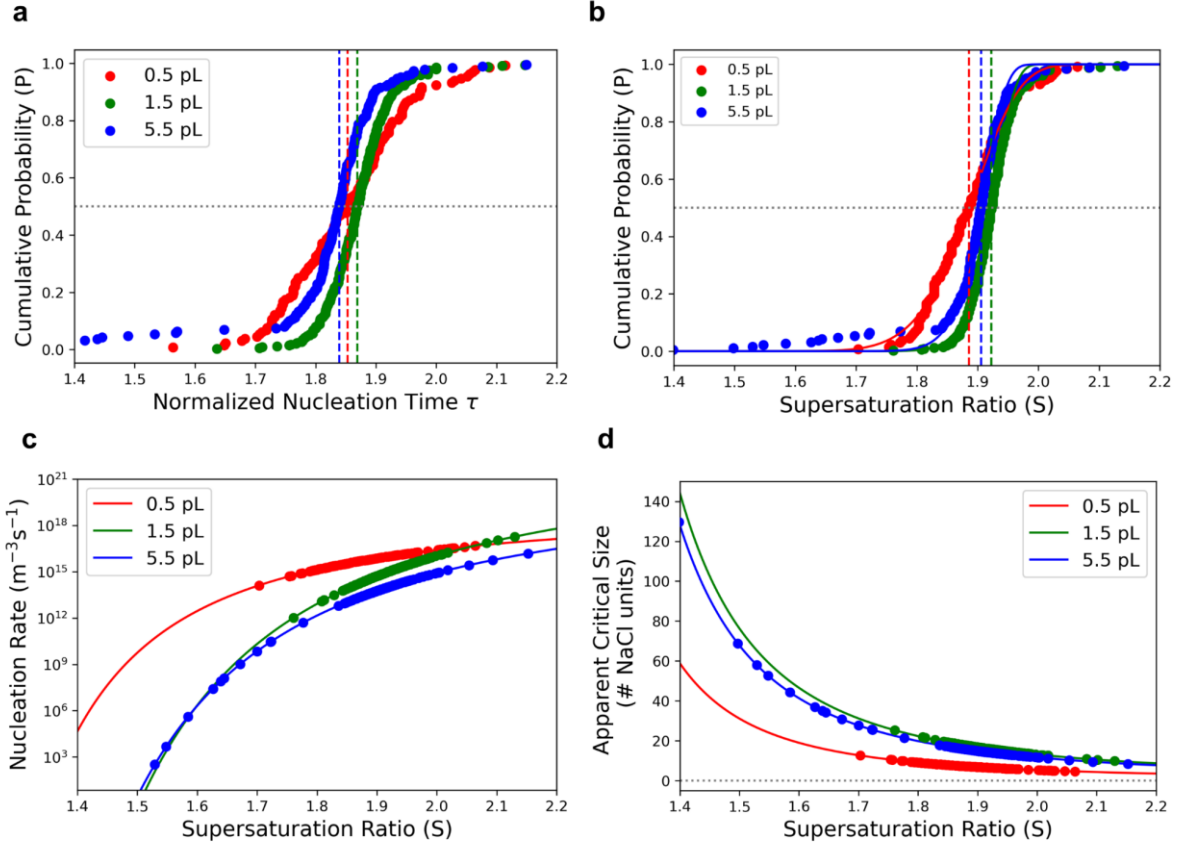 a
Cumulative Probability (P)
1.0
0.8
0.6
0.4
0.2
0.0
0.5 pL
1.5 pL
5.5 pL
1.4 1.5 1.6 1.7 1.8 1.9 2.0 2.1 2.2
Normalized Nucleation Time τ
b
Cumulative Probability (P)
1.0
0.8
0.6
0.4
0.2
0.0
0.5 pL
1.5 pL
5.5 pL
1.4 1.5 1.6 1.7 1.8 1.9 2.0 2.1 2.2
Supersaturation Ratio (S)
c
Nucleation Rate (m⁻³s⁻¹)
10²¹
10¹⁸
10¹⁵
10¹²
10⁹
10⁶
10³
0.5 pL
1.5 pL
5.5 pL
1.4 1.5 1.6 1.7 1.8 1.9 2.0 2.1 2.2
Supersaturation Ratio (S)
d
Apparent Critical Size
(# NaCl units)
140
120
100
80
60
40
20
0
0.5 pL
1.5 pL
5.5 pL
1.4 1.5 1.6 1.7 1.8 1.9 2.0 2.1 2.2
Supersaturation Ratio (S)